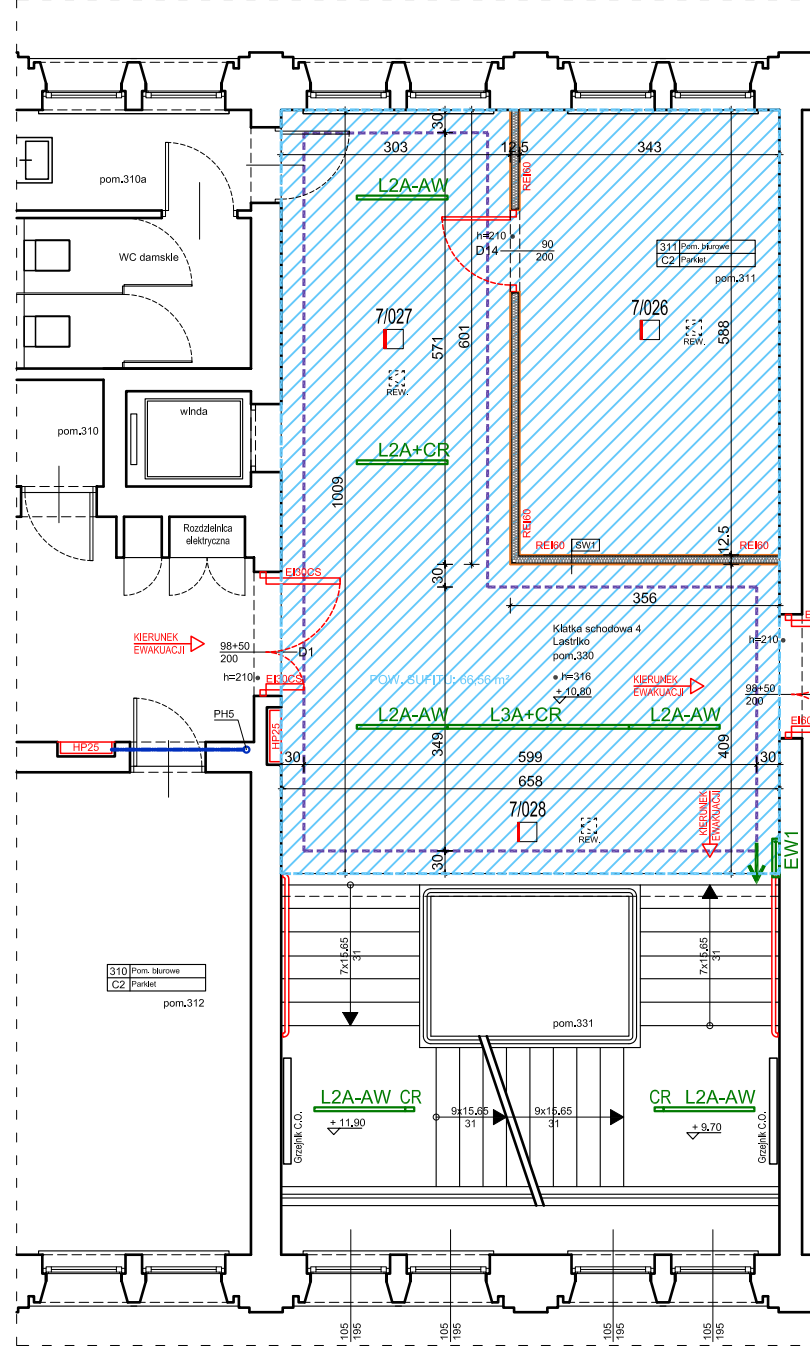 30
303
12.5
343
REI60
L2A-AW
pom.310a
h=210
D14
90
200
311 Pom. biurowe
C2 Parkiet
pom.311
WC damskie
7/027
REW.
7/026
REW.
571
601
588
winda
pom.310
L2A+CR
1009
Rozdzielnica
elektryczna
REI60
REI60
SW1
REI60
12.5
EI30CS
30
356
Klatka schodowa 4
Lastriko
pom.330
h=316
+ 10,80
KIERUNEK
EWAKUACJI
98+50
200
D1
h=210
EI30CS
POW. SUFITU: 66,56 m²
KIERUNEK
EWAKUACJI
h=210
98+50
200
EI60
PH5
HP25
HP25
L2A-AW
L3A+CR
L2A-AW
349
409
30
599
30
658
7/028
REW.
KIERUNEK
EWAKUACJI
EW1
30
7x15.65
31
7x15.65
31
310 Pom. biurowe
C2 Parkiet
pom.312
pom.331
L2A-AW CR
+ 11.90
Grzejnik C.O.
9x15.65
31
9x15.65
31
CR L2A-AW
+ 9.70
Grzejnik C.O.
105
195
105
195
105
195
105
195